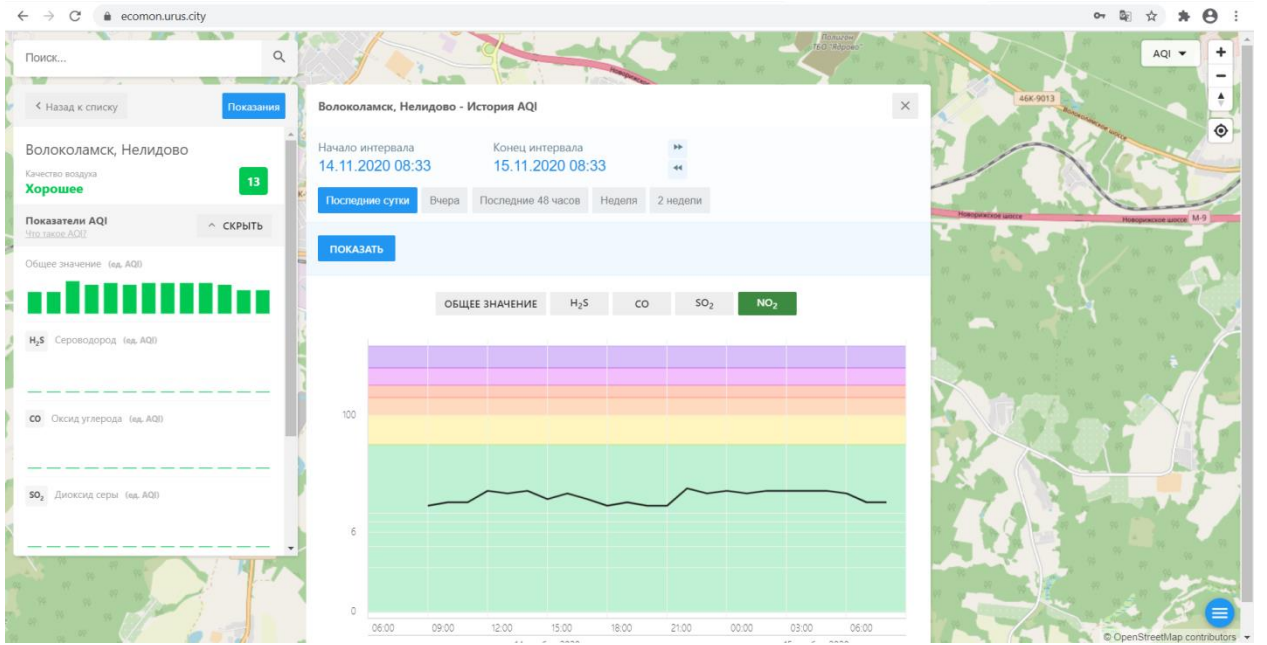 ecomon.urus.city
Поиск...
Полигон
ТБО "Ядрово"
AQI
Назад к списку
Показания
Волоколамск, Нелидово
Качество воздуха
Хорошее
13
Показатели AQI
Что такое AQI?
СКРЫТЬ
Общее значение (ед. AQI)
H₂S Сероводород (ед. AQI)
CO Оксид углерода (ед. AQI)
SO₂ Диоксид серы (ед. AQI)
Волоколамск, Нелидово - История AQI
Начало интервала
14.11.2020 08:33
Конец интервала
15.11.2020 08:33
Последние сутки Вчера Последние 48 часов Неделя 2 недели
ПОКАЗАТЬ
ОБЩЕЕ ЗНАЧЕНИЕ H₂S CO SO₂ NO₂
100
6
0
06:00 09:00 12:00 15:00 18:00 21:00 00:00 03:00 06:00
46К-9013
Волоколамское шоссе
Новорижское шоссе
Новорижское шоссе M-9
© OpenStreetMap contributors